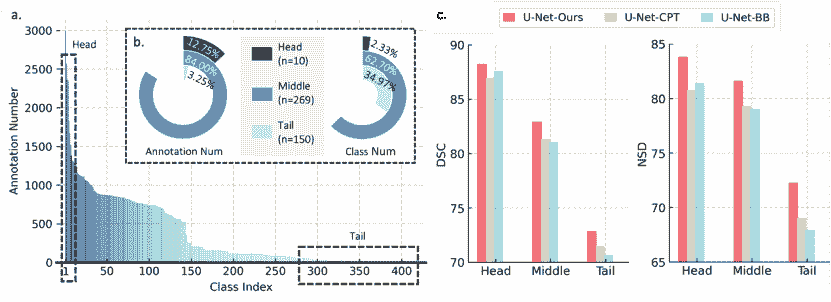 a.
3000
2500
2000
1500
1000
500
0
Annotation Number
1
50
100
150
200
250
300
350
400
Class Index
Head
Tail
b.
12.75%
84.00%
3.25%
Annotation Num
Head
(n=10)
Middle
(n=269)
Tail
(n=150)
2.33%
62.70%
34.97%
Class Num
c.
U-Net-Ours
U-Net-CPT
U-Net-BB
90
85
80
75
70
DSC
Head
Middle
Tail
85
80
75
70
65
NSD
Head
Middle
Tail